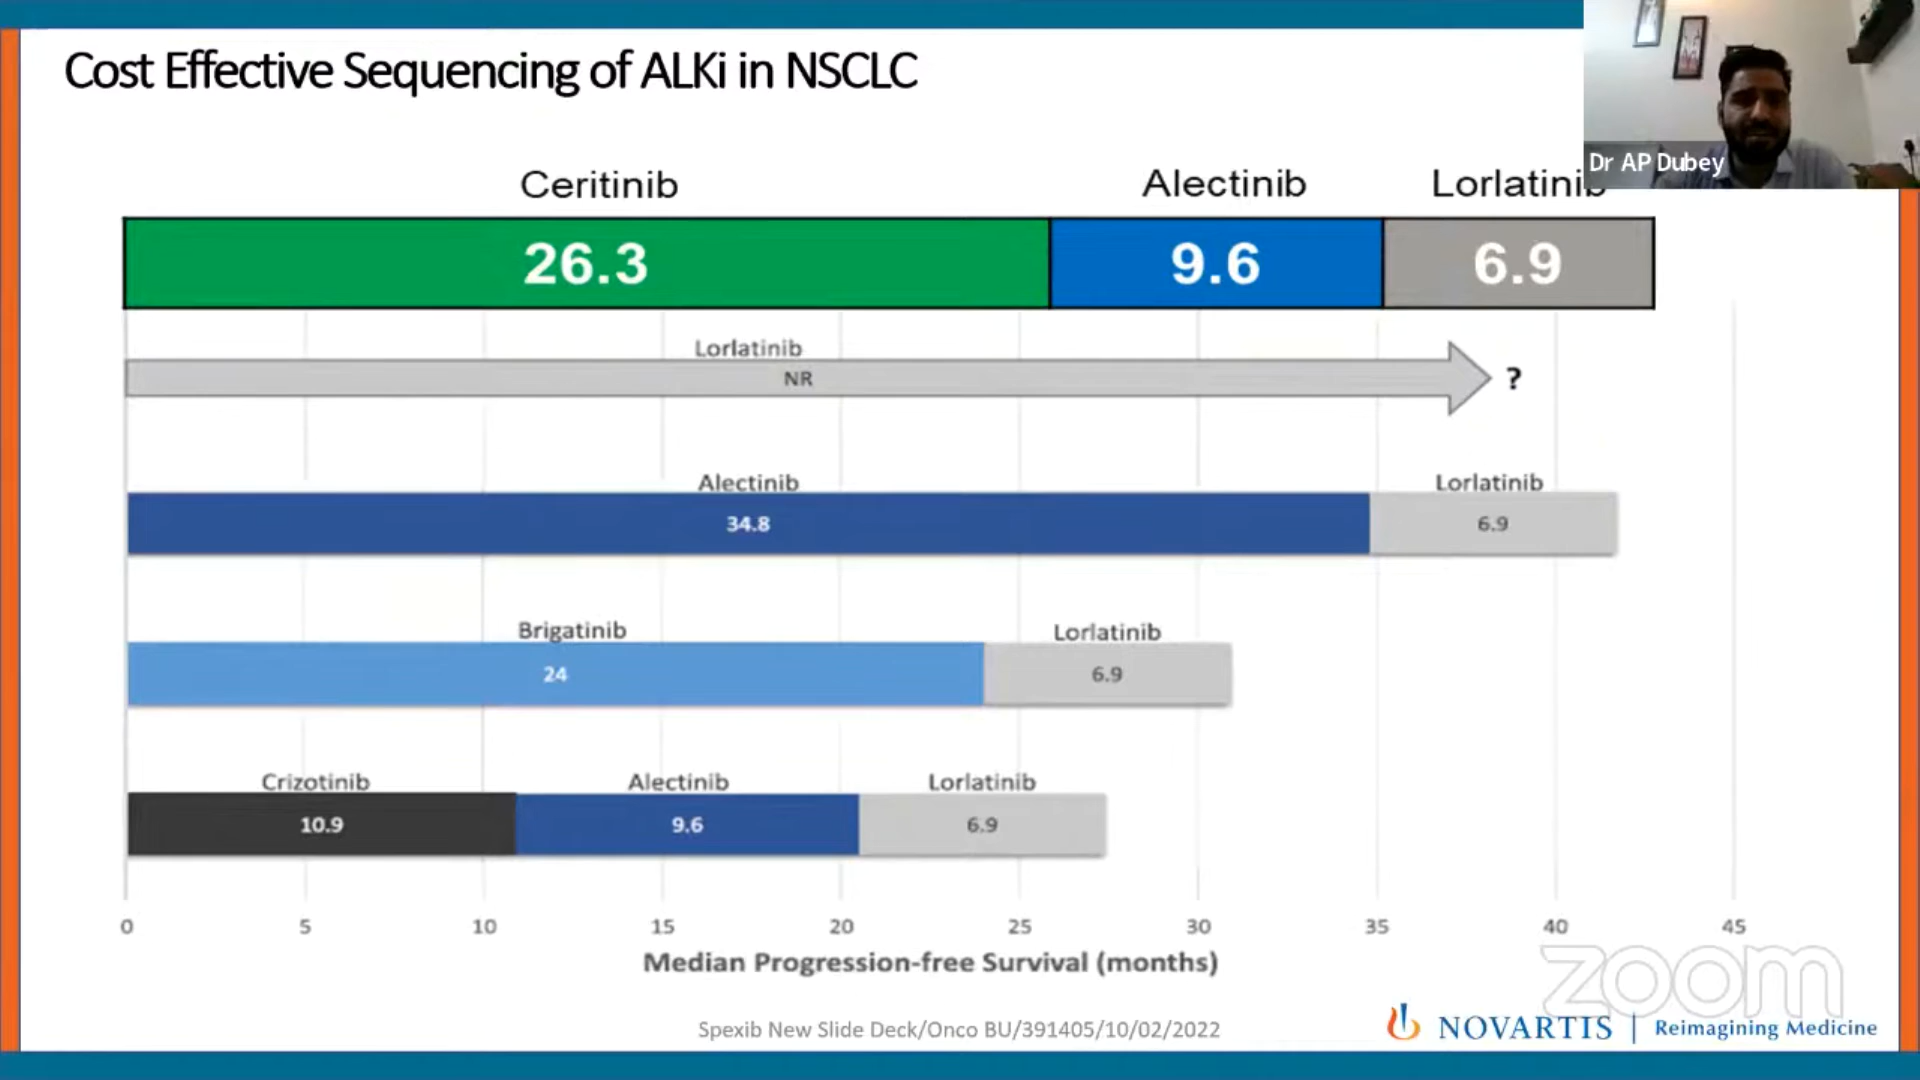 Cost Effective Sequencing of ALKi in NSCLC
Dr AP Dubey
Ceritinib Alectinib Lorlatinib
26.3 9.6 6.9
Lorlatinib
NR ?
Alectinib Lorlatinib
34.8 6.9
Brigatinib Lorlatinib
24 6.9
Crizotinib Alectinib Lorlatinib
10.9 9.6 6.9
0 5 10 15 20 25 30 35 40 45
Median Progression-free Survival (months)
zoom
Spexib New Slide Deck/Onco BU/391405/10/02/2022
NOVARTIS | Reimagining Medicine